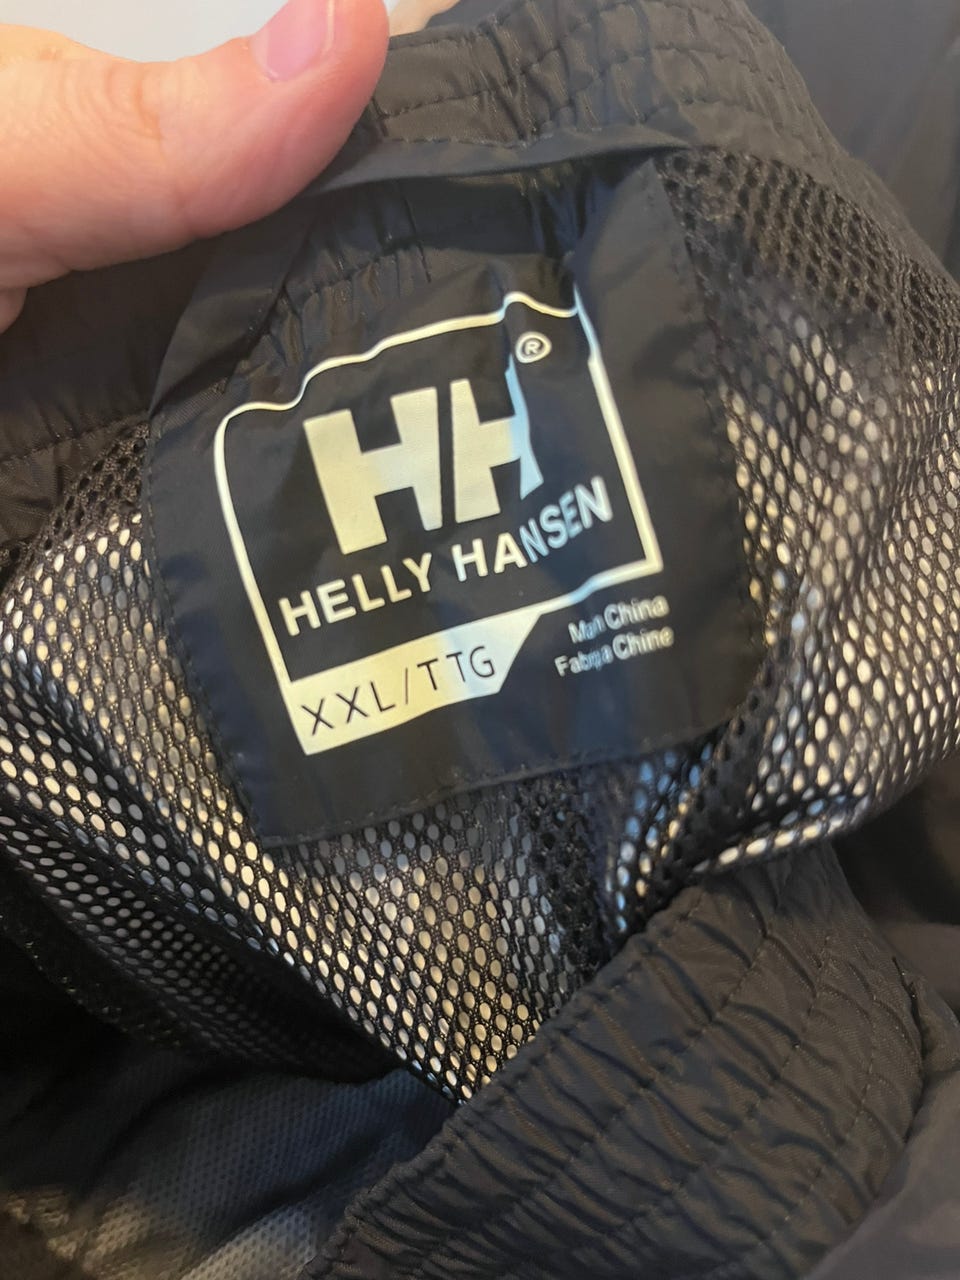 ®
HH
HELLY HANSEN
XXL/TTG
China
Chine